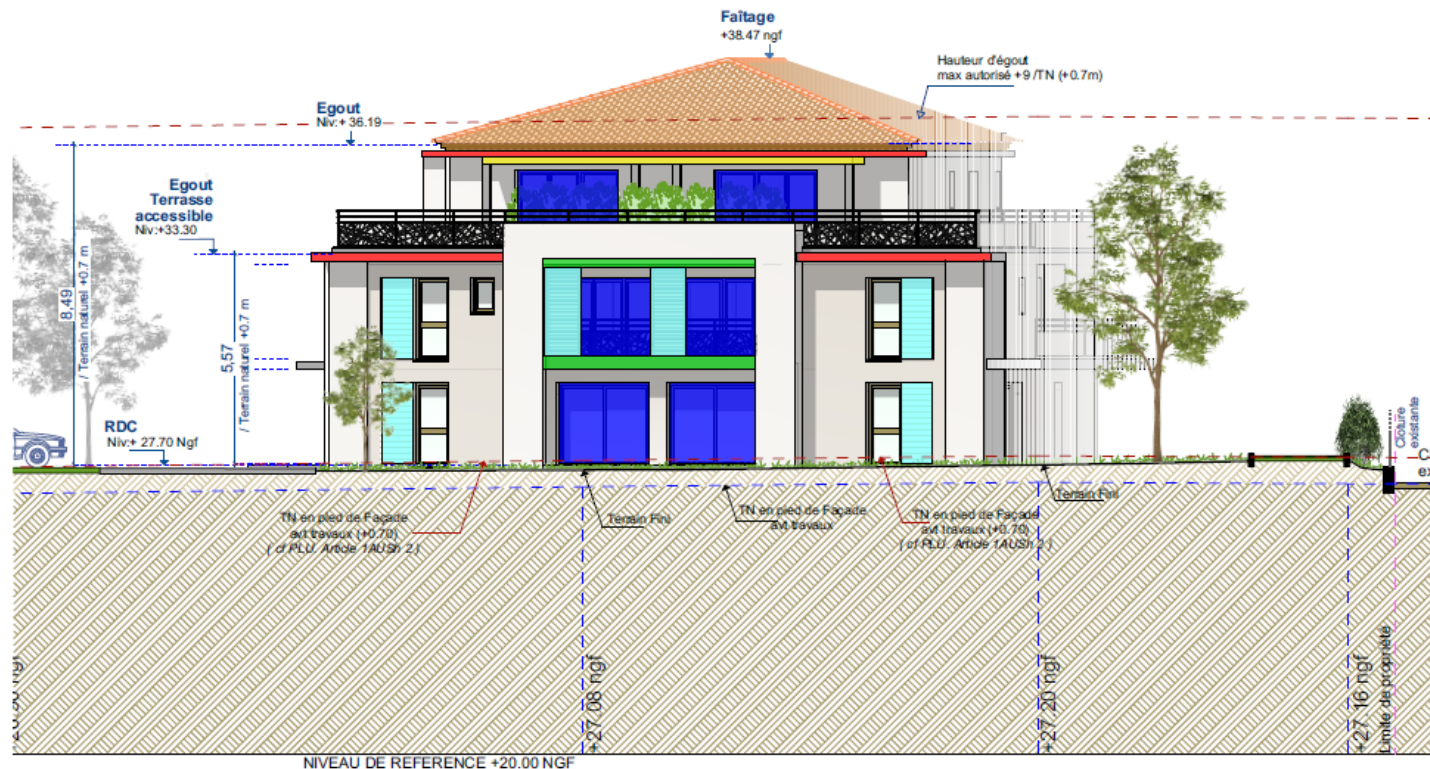 Faîtage
+38.47 ngf
Hauteur d'égout
max autorisé +9 /TN (+0.7m)
Egout
Niv:+ 36.19
Egout
Terrasse
accessible
Niv:+33.30
8,49
/ Terrain naturel +0.7 m
5,57
/ Terrain naturel +0.7 m
RDC
Niv:+ 27.70 Ngf
Clôture
existante
TN en pied de Façade
avt travaux (+0.70)
( cf PLU. Article 1AUSh 2 )
Terrain Fini
TN en pied de Façade
avt travaux
TN en pied de Façade
avt travaux (+0.70)
( cf PLU. Article 1AUSh 2 )
Terrain Fini
+27.08 ngf
+27.20 ngf
+27.16 ngf
Limite de propriété
NIVEAU DE REFERENCE +20.00 NGF